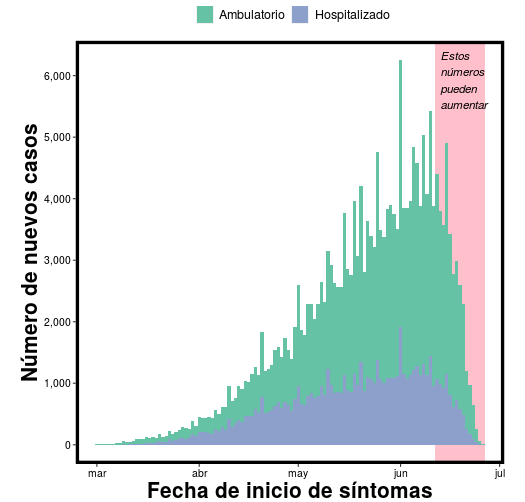 Ambulatorio Hospitalizado
Estos
números
pueden
aumentar
6,000
5,000
4,000
3,000
2,000
1,000
0
Número de nuevos casos
mar abr may jun jul
Fecha de inicio de síntomas